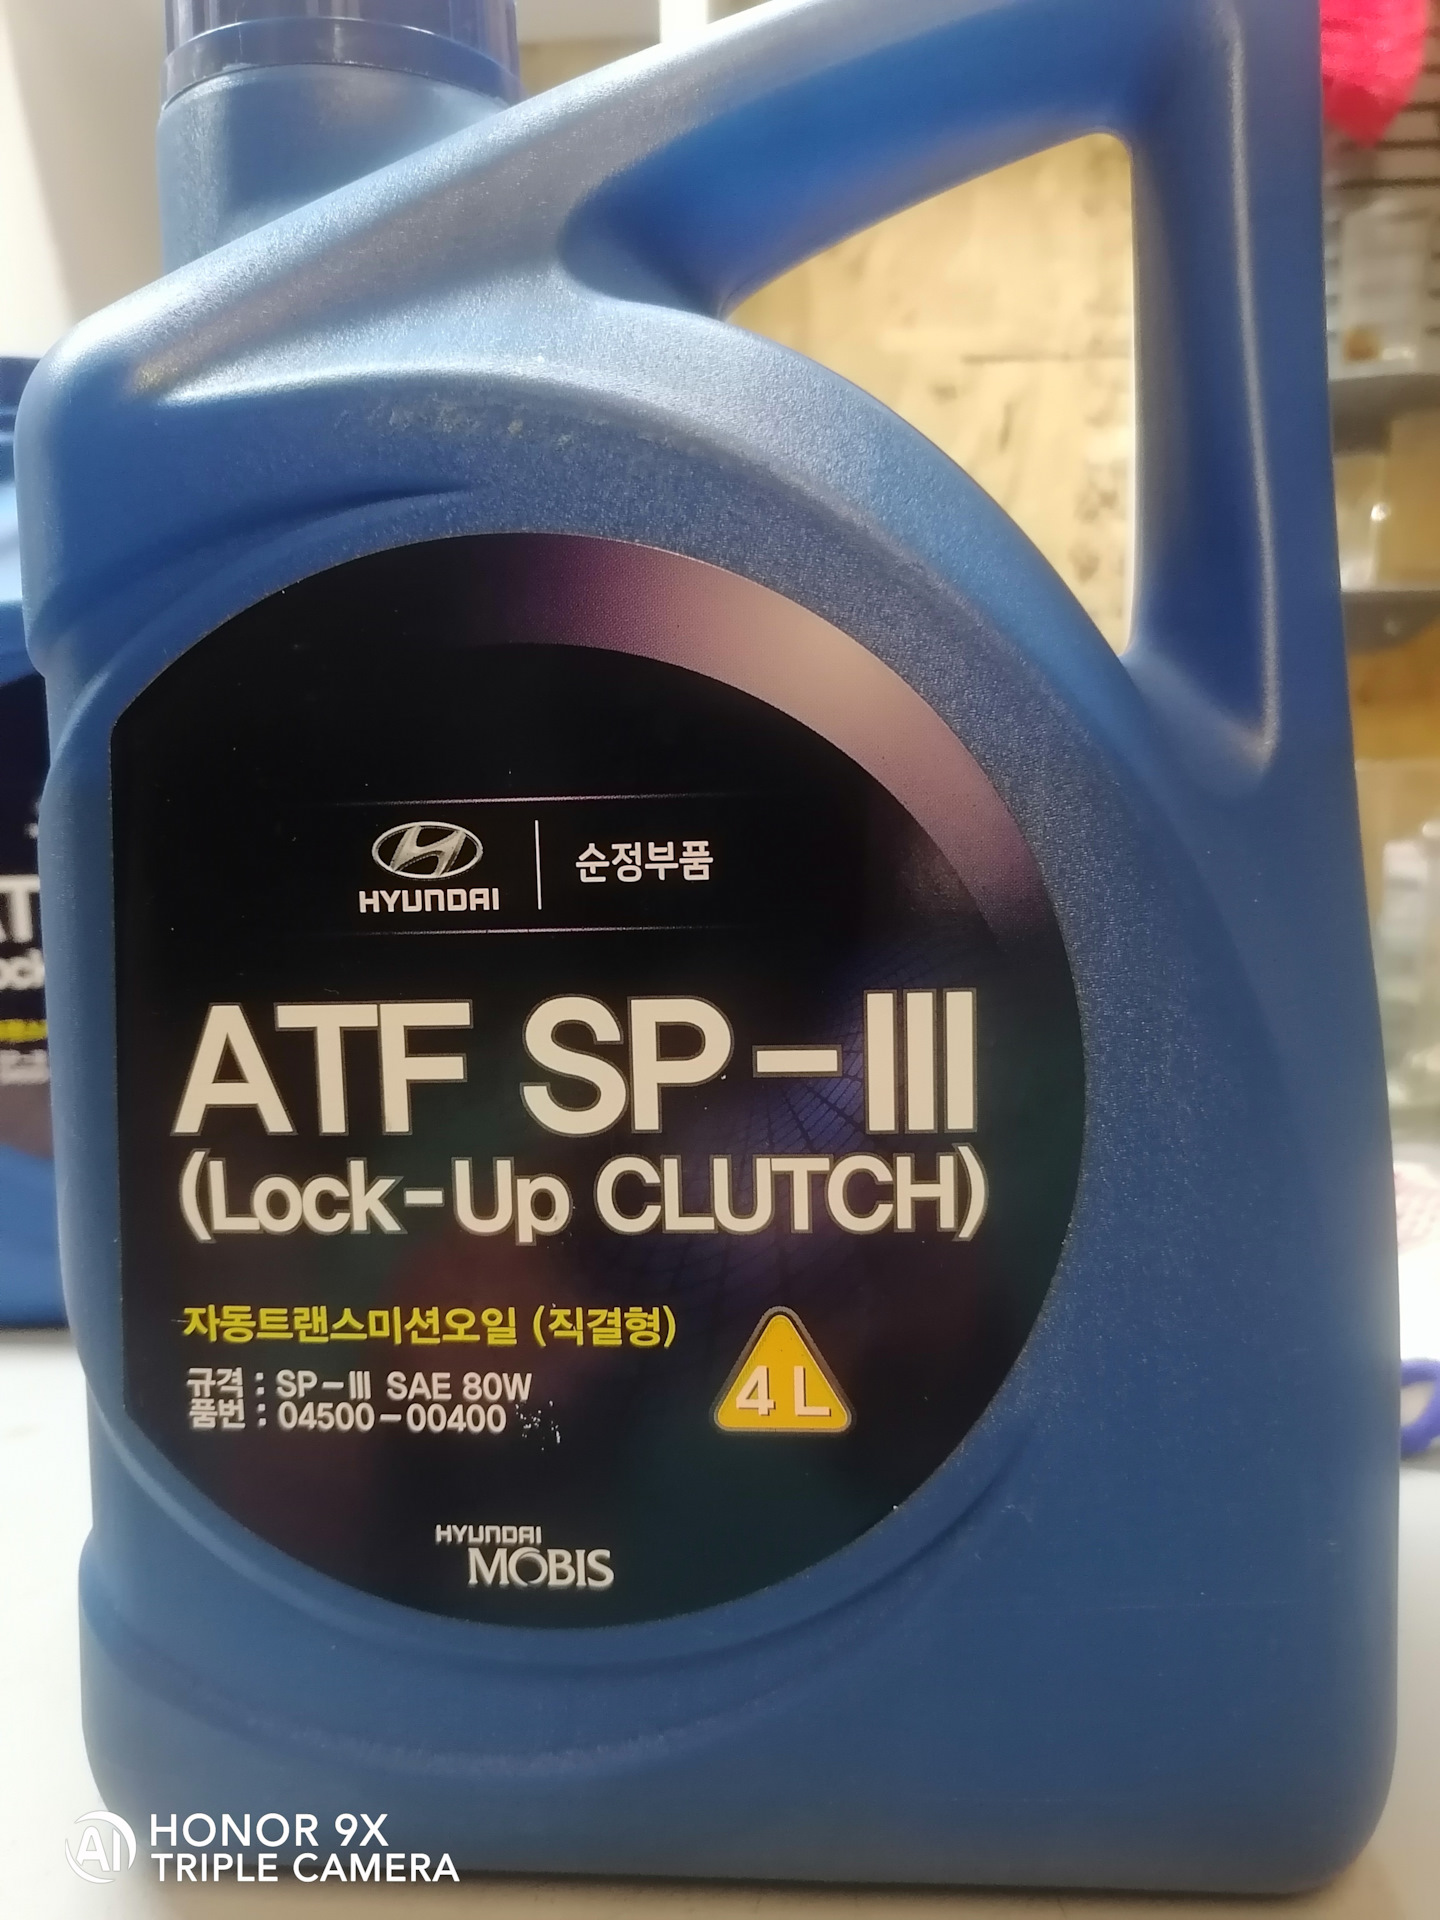 HYUNDAI
순정부품
ATF SP-III
(Lock-Up CLUTCH)
자동트랜스미션오일 (직결형)
규격 : SP-III SAE 80W
품번 : 04500-00400
4 L
HYUNDAI
MOBIS
AI
HONOR 9X
TRIPLE CAMERA